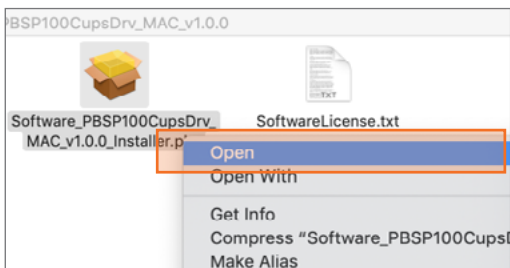 PBSP100CupsDrv_MAC_v1.0.0
TXT
Software_PBSP100CupsDrv_
MAC_v1.0.0_Installer.p
SoftwareLicense.txt
Open
Open With
Get Info
Compress “Software_PBSP100CupsD
Make Alias